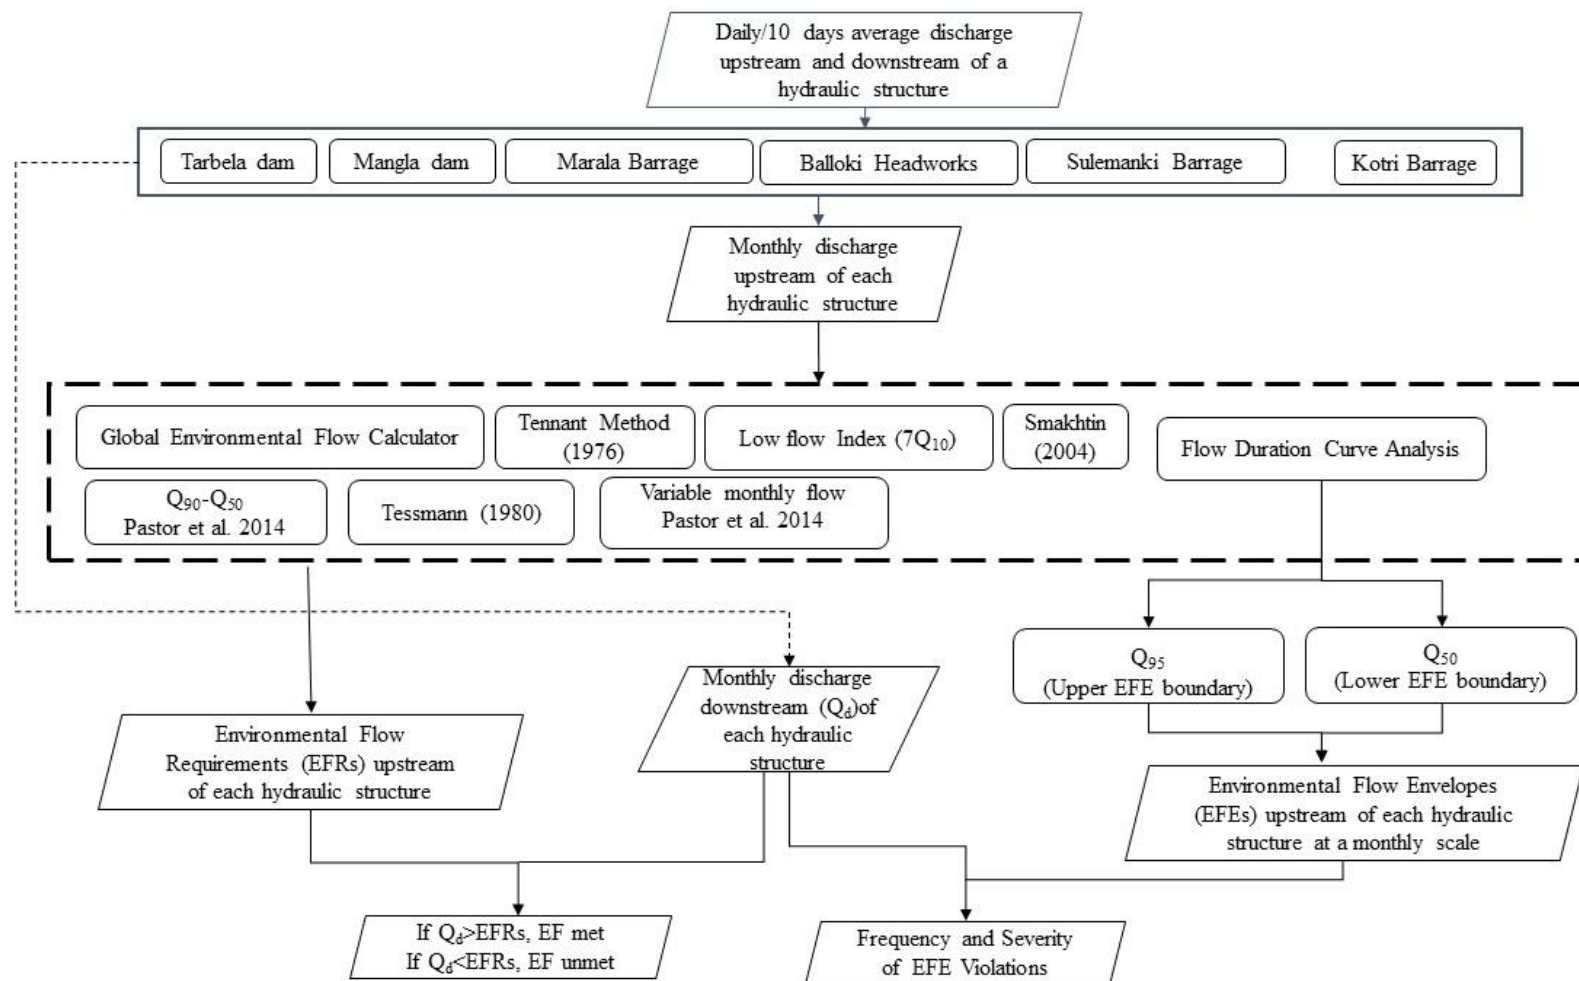 Daily/10 days average discharge
upstream and downstream of a
hydraulic structure
Tarbela dam
Mangla dam
Marala Barrage
Balloki Headworks
Sulemanki Barrage
Kotri Barrage
Monthly discharge
upstream of each
hydraulic structure
Global Environmental Flow Calculator
Tennant Method
(1976)
Low flow Index (7Q₁₀)
Smakhtin
(2004)
Flow Duration Curve Analysis
Q₉₀-Q₅₀
Pastor et al. 2014
Tessmann (1980)
Variable monthly flow
Pastor et al. 2014
Q₉₅
(Upper EFE boundary)
Q₅₀
(Lower EFE boundary)
Monthly discharge
downstream (Q_d)of
each hydraulic
structure
Environmental Flow
Requirements (EFRs) upstream
of each hydraulic structure
Environmental Flow Envelopes
(EFEs) upstream of each hydraulic
structure at a monthly scale
If Q_d>EFRs, EF met
If Q_d<EFRs, EF unmet
Frequency and Severity
of EFE Violations